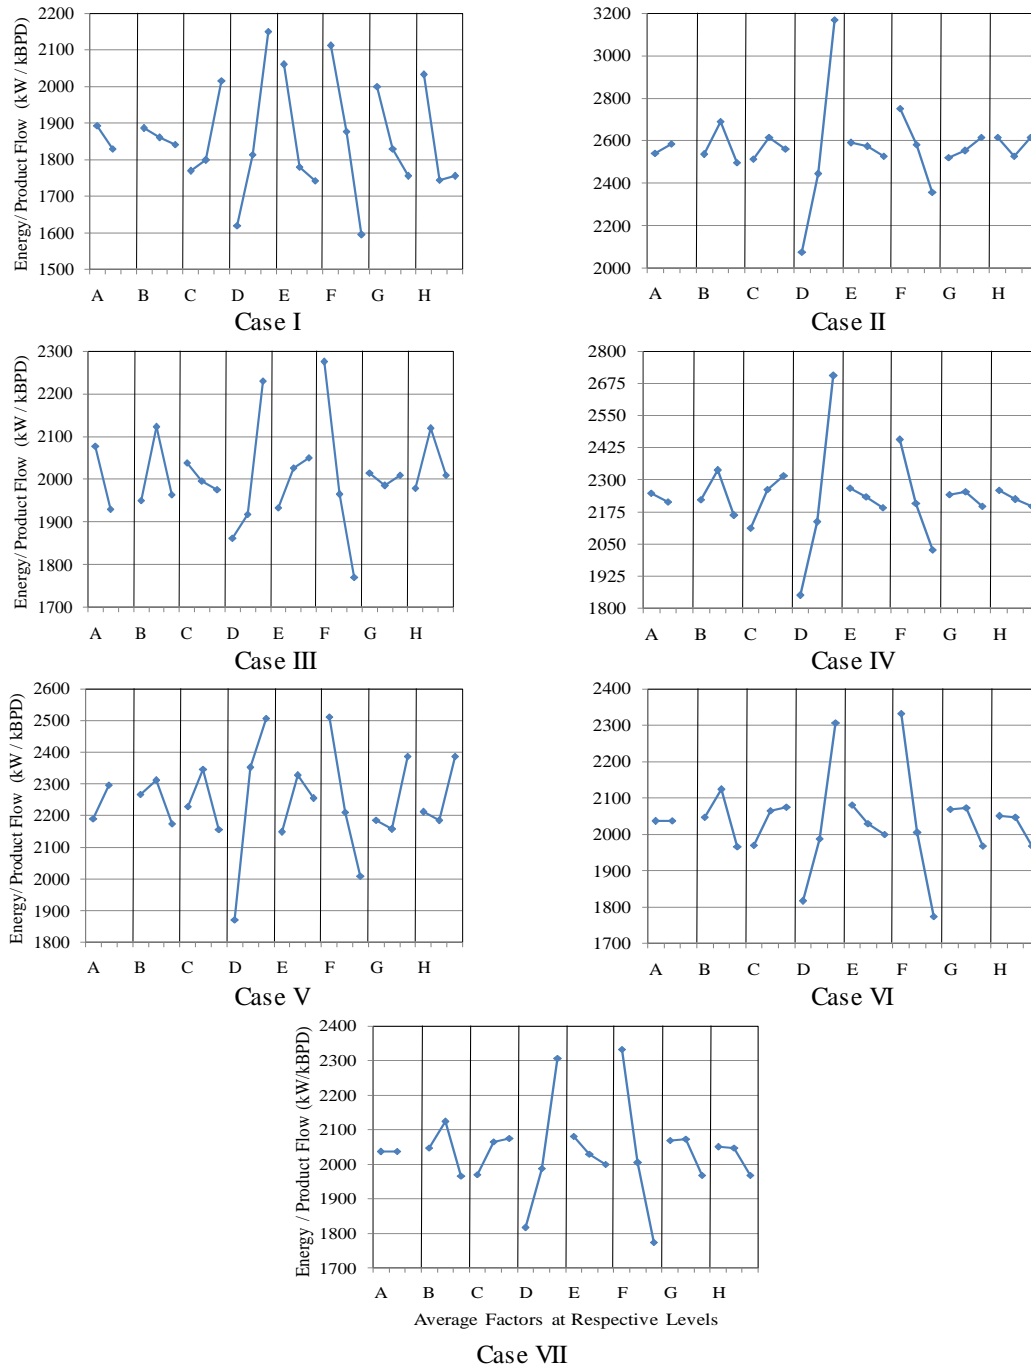 Energy/ Product Flow (kW / kBPD)
2200
2100
2000
1900
1800
1700
1600
1500
A B C D E F G H
Case I
3200
3000
2800
2600
2400
2200
2000
A B C D E F G H
Case II
Energy/ Product Flow (kW / kBPD)
2300
2200
2100
2000
1900
1800
1700
A B C D E F G H
Case III
2800
2675
2550
2425
2300
2175
2050
1925
1800
A B C D E F G H
Case IV
Energy/ Product Flow (kW / kBPD)
2600
2500
2400
2300
2200
2100
2000
1900
1800
A B C D E F G H
Case V
2400
2300
2200
2100
2000
1900
1800
1700
A B C D E F G H
Case VI
Energy / Product Flow (kW/kBPD)
2400
2300
2200
2100
2000
1900
1800
1700
A B C D E F G H
Average Factors at Respective Levels
Case VII